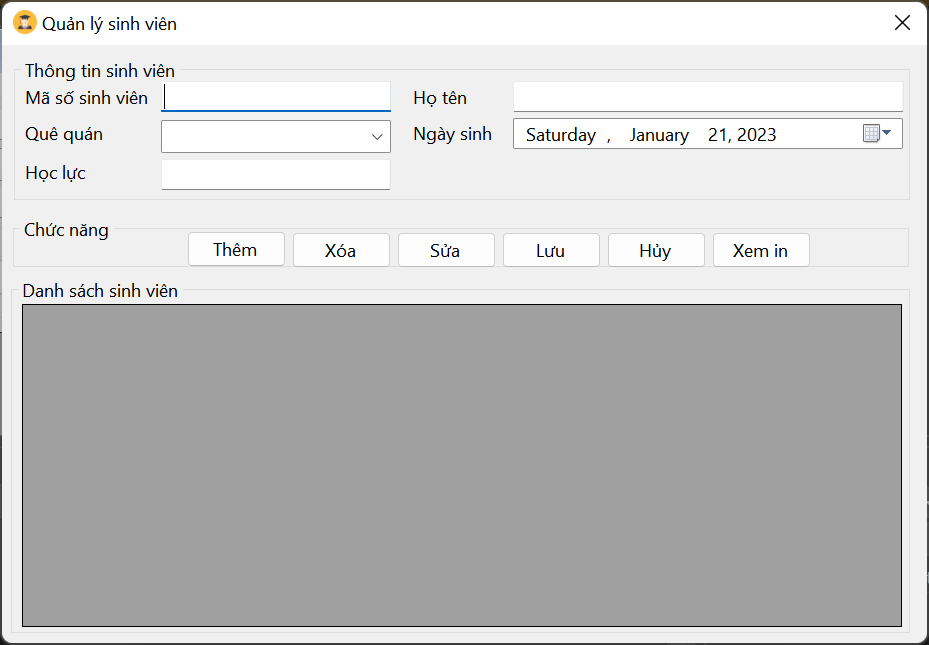 Quản lý sinh viên
Thông tin sinh viên
Mã số sinh viên
Họ tên
Quê quán
Ngày sinh
Saturday , January 21, 2023
Học lực
Chức năng
Thêm
Xóa
Sửa
Lưu
Hủy
Xem in
Danh sách sinh viên